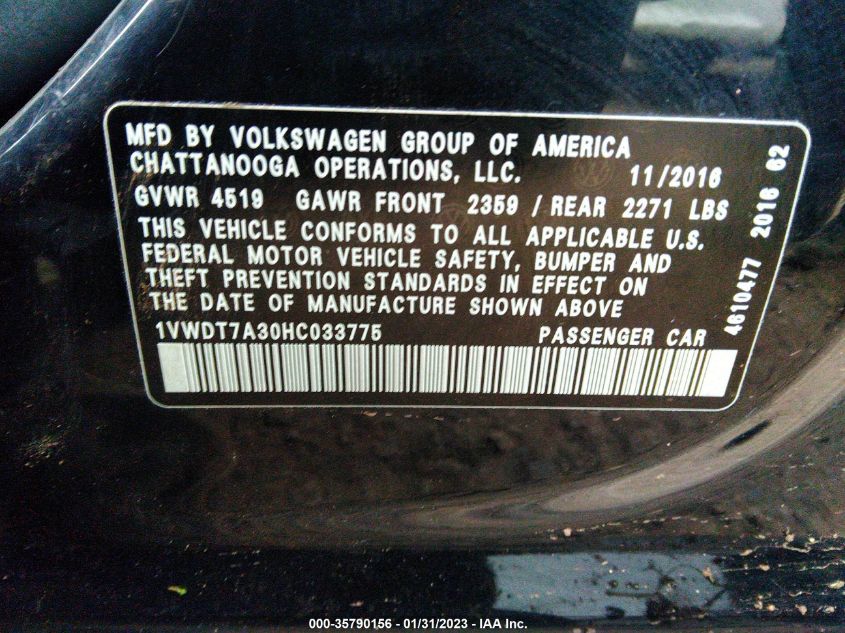 MFD BY VOLKSWAGEN GROUP OF AMERICA
CHATTANOOGA OPERATIONS, LLC. 11/2016
GVWR 4519 GAWR FRONT 2359 / REAR 2271 LBS
THIS VEHICLE CONFORMS TO ALL APPLICABLE U.S.
FEDERAL MOTOR VEHICLE SAFETY, BUMPER AND
THEFT PREVENTION STANDARDS IN EFFECT ON
THE DATE OF MANUFACTURE SHOWN ABOVE
1VWDT7A30HC033775 PASSENGER CAR
4610477 2016 62
000-35790156 - 01/31/2023 - © IAA Inc.